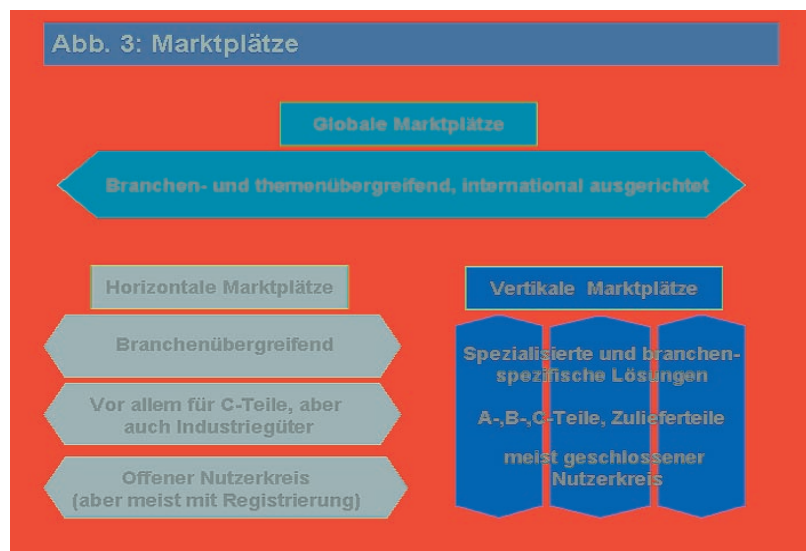 Abb. 3: Marktplätze
Globale Marktplätze
Branchen- und themenübergreifend, international ausgerichtet
Horizontale Marktplätze
Branchenübergreifend
Vor allem für C-Teile, aber
auch Industriegüter
Offener Nutzerkreis
(aber meist mit Registrierung)
Vertikale Marktplätze
Spezialisierte und branchen-
spezifische Lösungen
A-,B-,C-Teile, Zulieferteile
meist geschlossener
Nutzerkreis